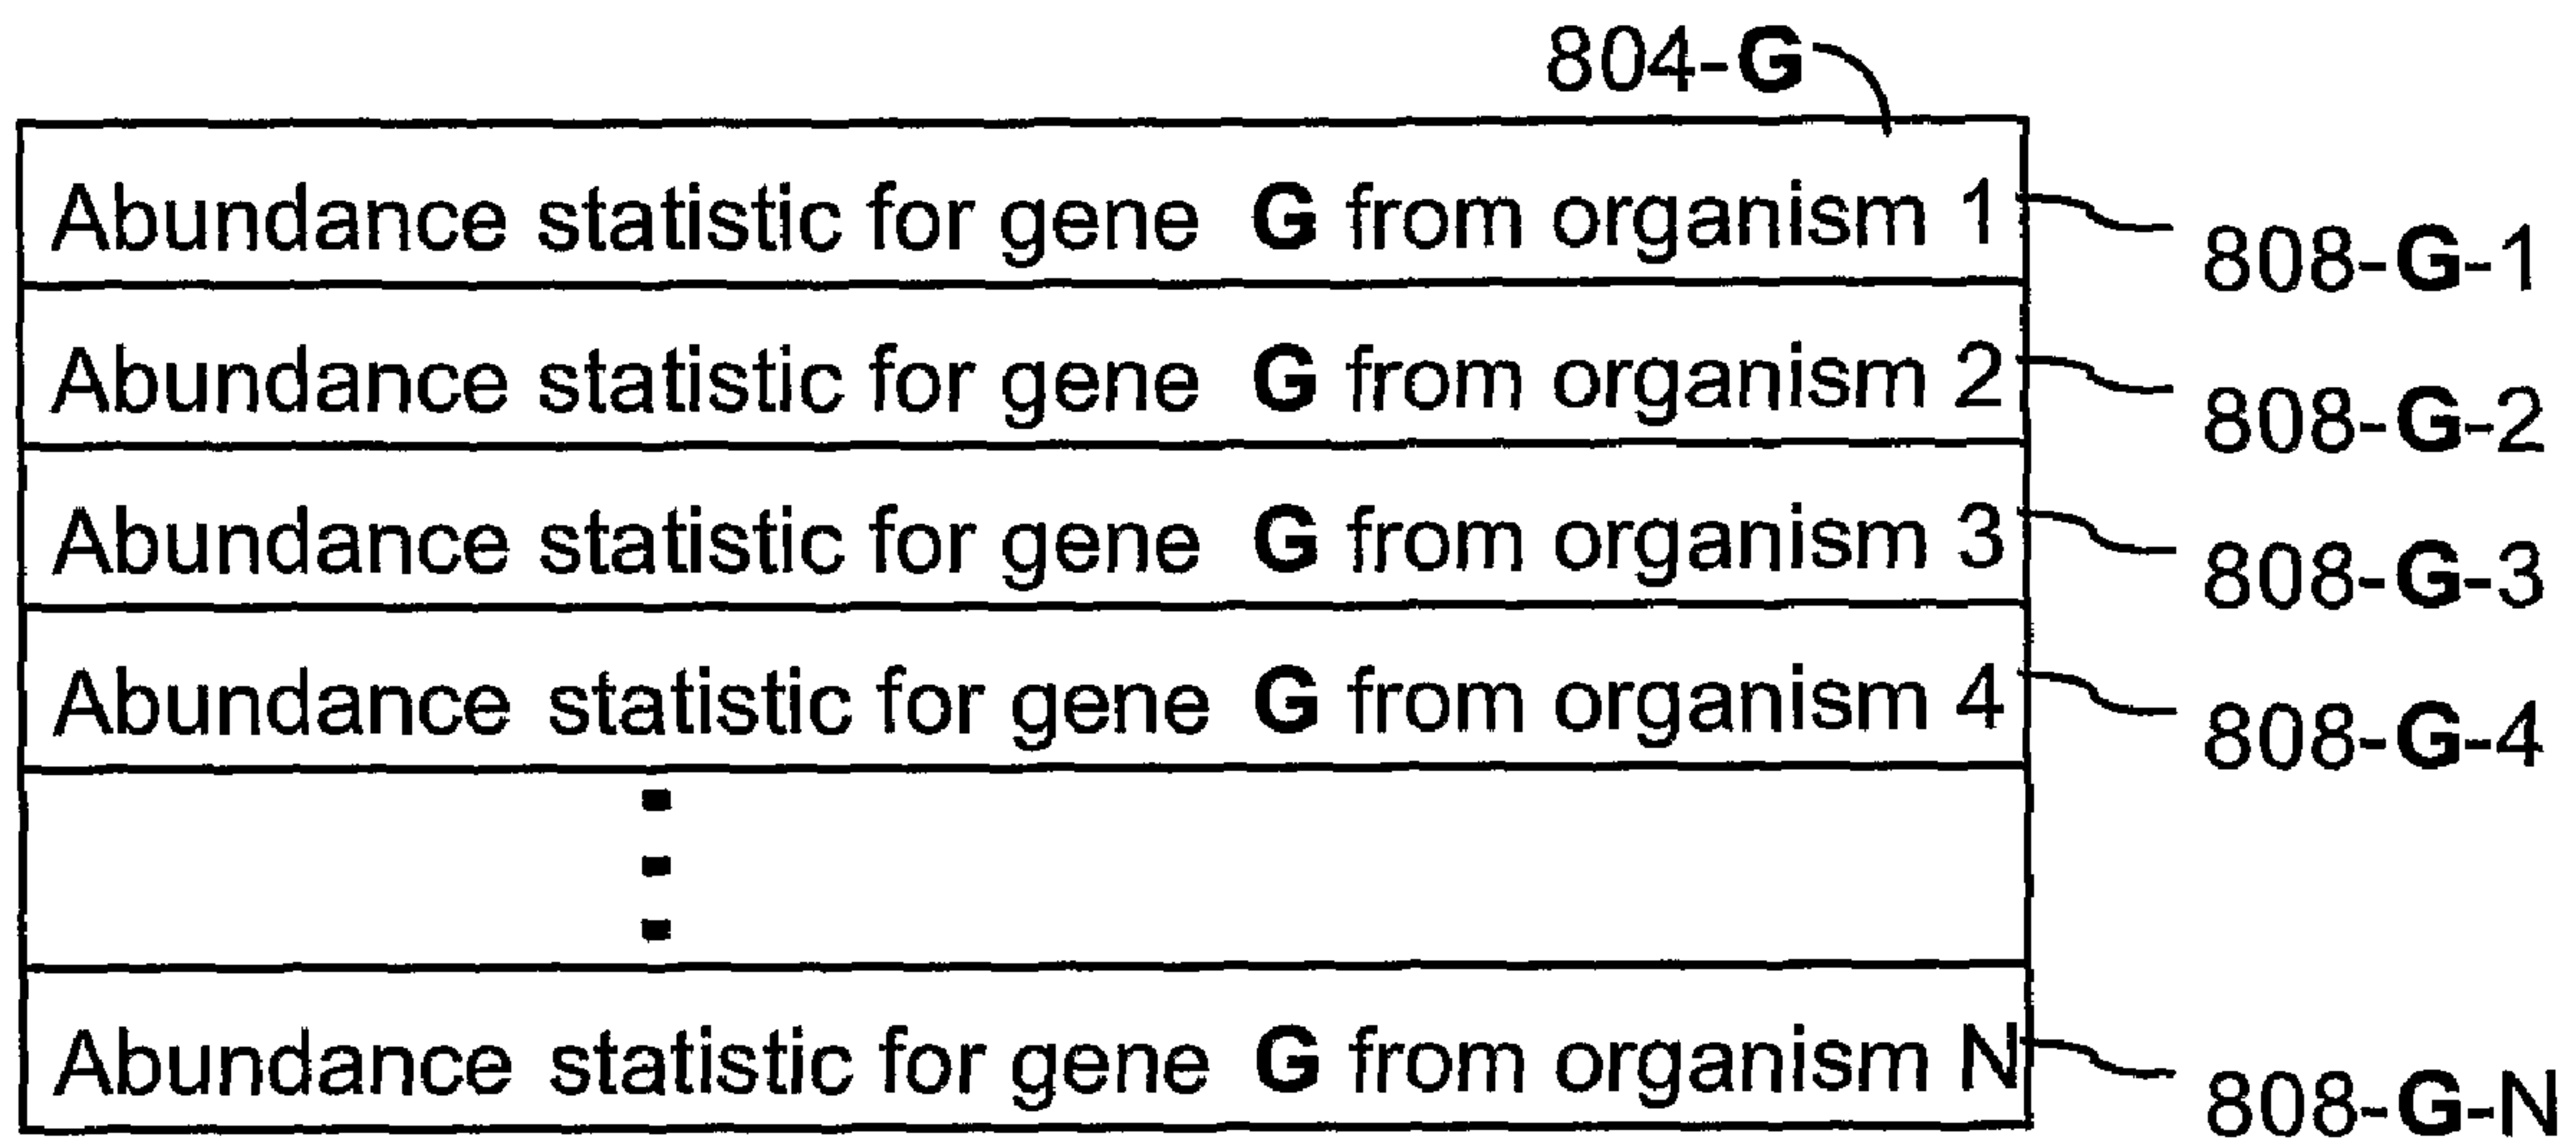 804-G
Abundance statistic for gene G from organism 1
808-G-1
Abundance statistic for gene G from organism 2
808-G-2
Abundance statistic for gene G from organism 3
808-G-3
Abundance statistic for gene G from organism 4
808-G-4
Abundance statistic for gene G from organism N
808-G-N